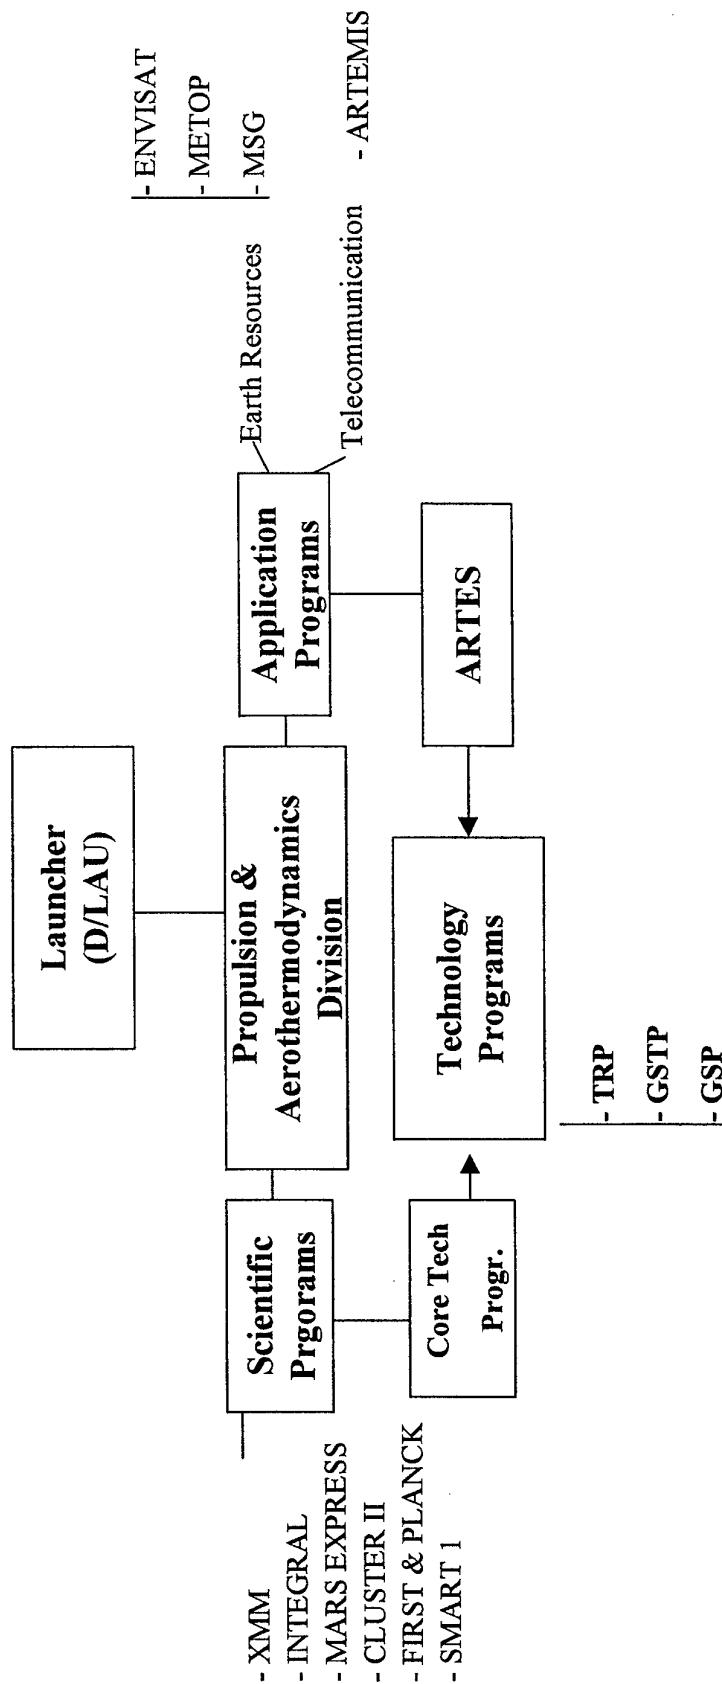 Launcher
(D/LAU)
- XMM
- INTEGRAL
- MARS EXPRESS
- CLUSTER II
- FIRST & PLANCK
- SMART 1
Scientific
Prgorams
Propulsion &
Aerothermodynamics
Division
Application
Programs
Earth Resources
- ENVISAT
- METOP
- MSG
Telecommunication
- ARTEMIS
Core Tech
Progr.
Technology
Programs
ARTES
- TRP
- GSTP
- GSP